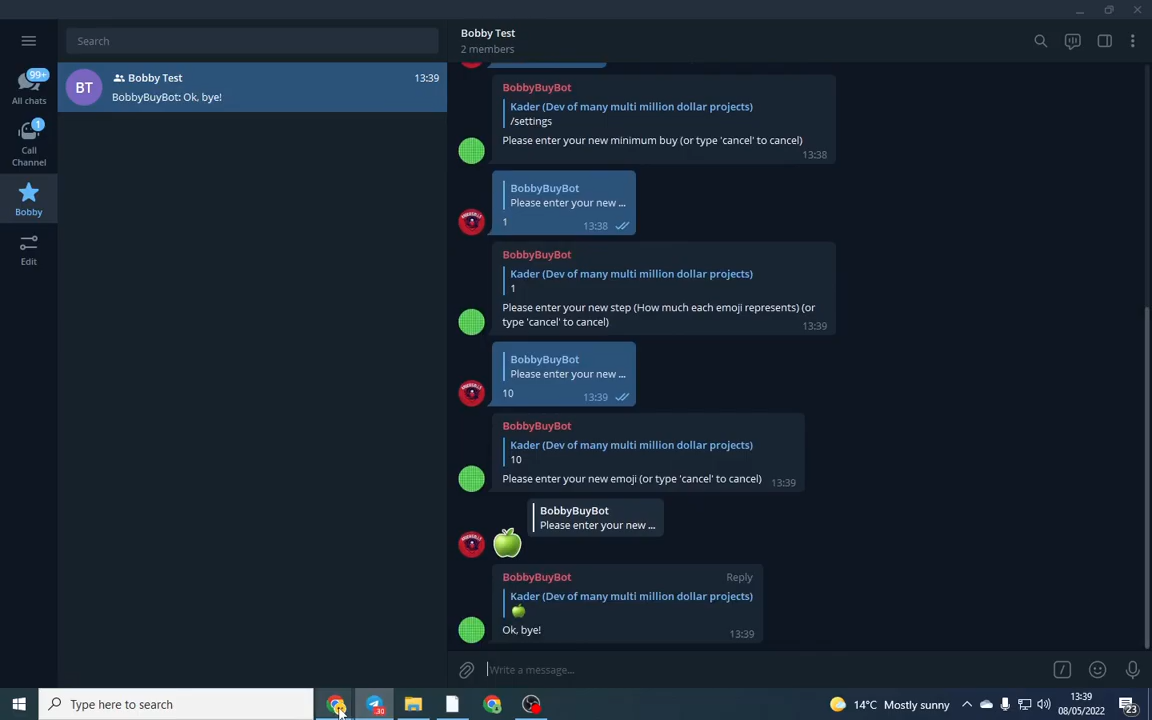 Search
Bobby Test
2 members
99+
All chats
BT
Bobby Test
13:39
BobbyBuyBot: Ok, bye!
1
Call
Channel
Bobby
Edit
BobbyBuyBot
Kader (Dev of many multi million dollar projects)
/settings
Please enter your new minimum buy (or type 'cancel' to cancel)
13:38
BobbyBuyBot
Please enter your new ...
1
13:38
BobbyBuyBot
Kader (Dev of many multi million dollar projects)
1
Please enter your new step (How much each emoji represents) (or
type 'cancel' to cancel)
13:39
BobbyBuyBot
Please enter your new ...
10
13:39
BobbyBuyBot
Kader (Dev of many multi million dollar projects)
10
Please enter your new emoji (or type 'cancel' to cancel)
13:39
BobbyBuyBot
Please enter your new ...
BobbyBuyBot
Reply
Kader (Dev of many multi million dollar projects)
Ok, bye!
13:39
Write a message...
Type here to search
14°C Mostly sunny
13:39
08/05/2022
23